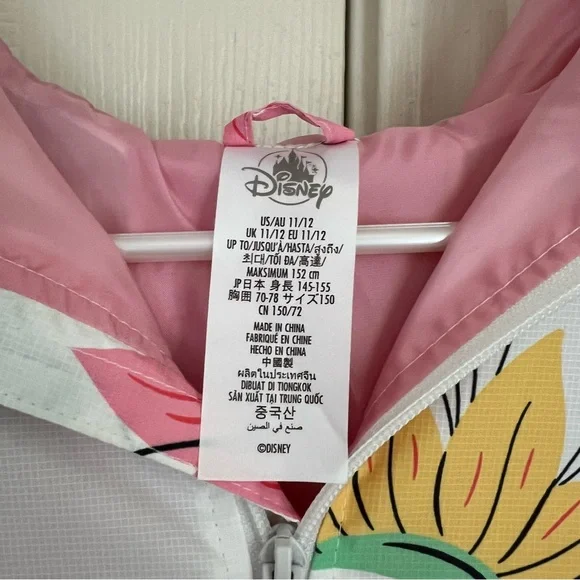 Disney
US/AU 11/12
UK 11/12 EU 11/12
UP TO/JUSQU'À/HASTA/สูงถึง/
최대/TỐI ĐA/高達/
MAKSIMUM 152 cm
JP日本 身長 145-155
胸囲 70-78 サイズ150
CN 150/72
MADE IN CHINA
FABRIQUÉ EN CHINE
HECHO EN CHINA
中國製
ผลิตในประเทศจีน
DIBUAT DI TIONGKOK
SẢN XUẤT TẠI TRUNG QUỐC
중국산
صنع في الصين
©DISNEY